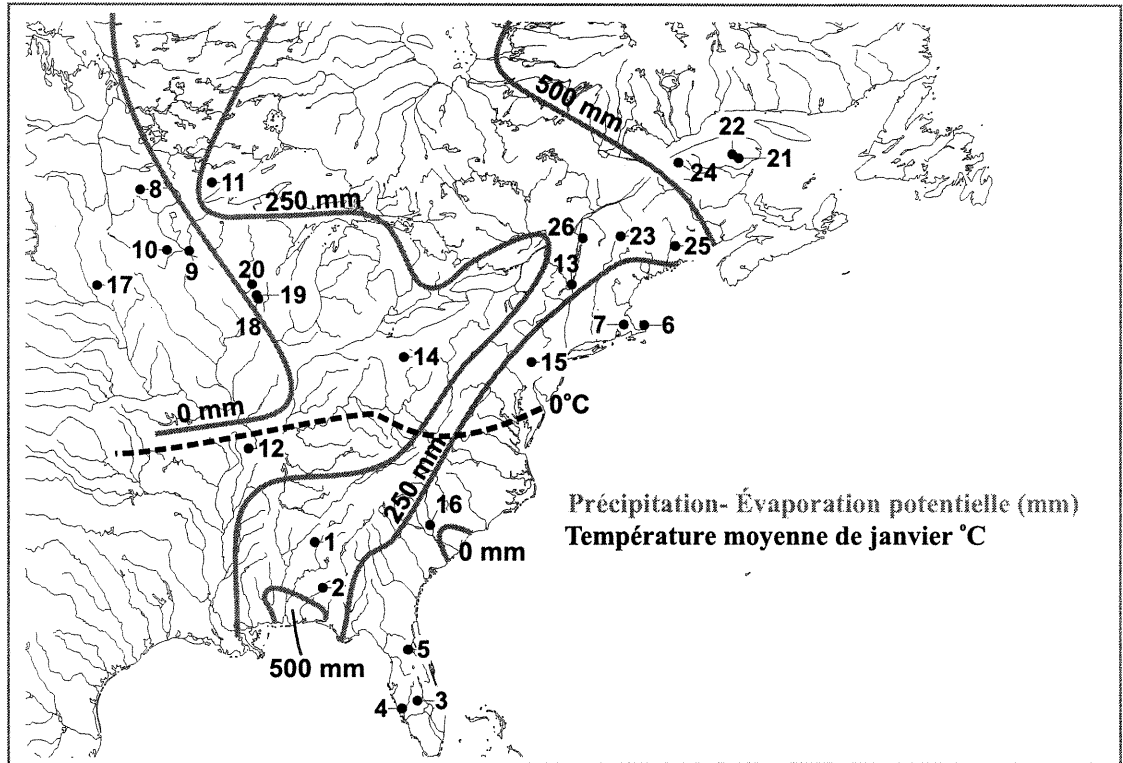 500 mm
22
21
24
11
8
250 mm
26
23
25
10
9
13
20
17
19
18
7
6
14
15
0 mm
0°C
12
250 mm
16
Précipitation- Évaporation potentielle (mm)
Température moyenne de janvier °C
0 mm
1
2
5
500 mm
4
3